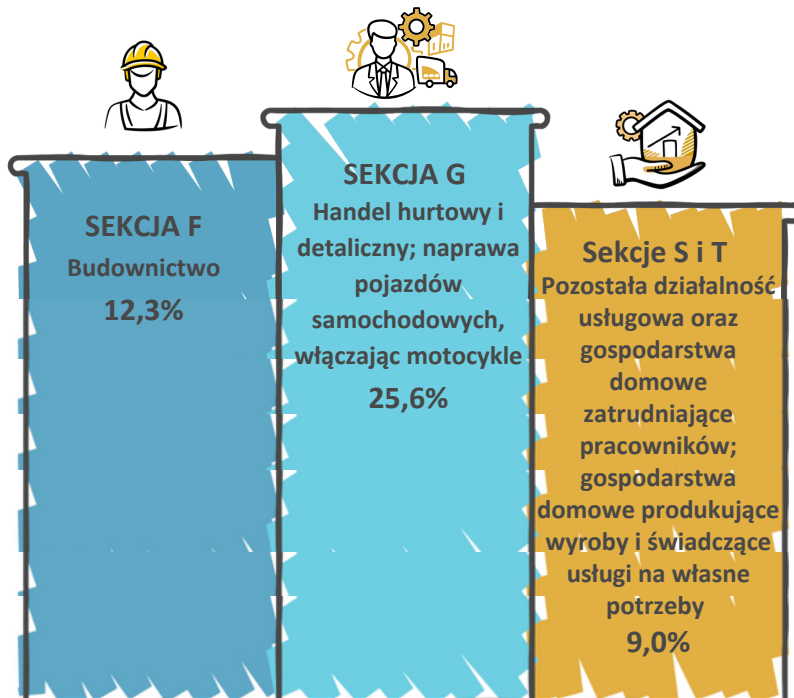 SEKCJA F
Budownictwo
12,3%
SEKCJA G
Handel hurtowy i
detaliczny; naprawa
pojazdów
samochodowych,
włączając motocykle
25,6%
Sekcje S i T
Pozostała działalność
usługowa oraz
gospodarstwa
domowe
zatrudniające
pracowników;
gospodarstwa
domowe produkujące
wyroby i świadczące
usługi na własne
potrzeby
9,0%